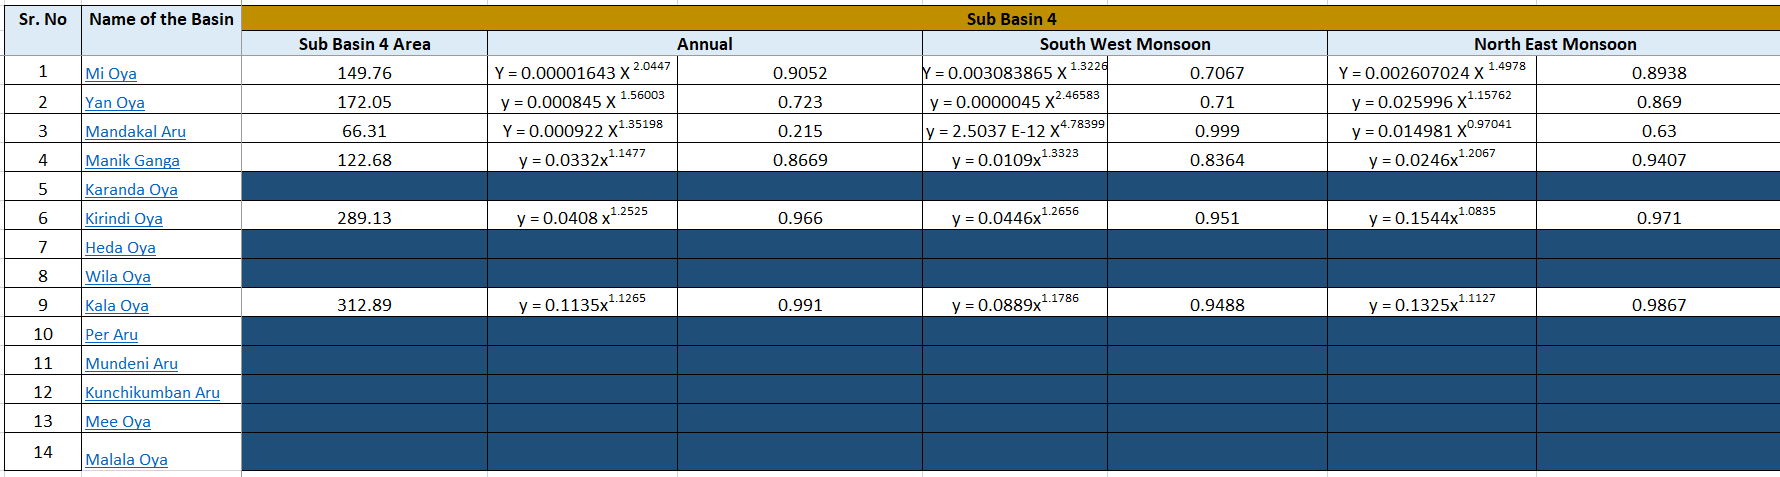 Sr. No Name of the Basin Sub Basin 4
Sub Basin 4 Area Annual South West Monsoon North East Monsoon
1 Mi Oya 149.76 Y = 0.00001643 X^2.0447 0.9052 Y = 0.003083865 X^1.3226 0.7067 Y = 0.002607024 X^1.4978 0.8938
2 Yan Oya 172.05 y = 0.000845 X^1.56003 0.723 y = 0.0000045 X^2.46583 0.71 y = 0.025996 X^1.15762 0.869
3 Mandakal Aru 66.31 Y = 0.000922 X^1.35198 0.215 y = 2.5037 E-12 X^4.78399 0.999 y = 0.014981 X^0.97041 0.63
4 Manik Ganga 122.68 y = 0.0332x^1.1477 0.8669 y = 0.0109x^1.3323 0.8364 y = 0.0246x^1.2067 0.9407
5 Karanda Oya
6 Kirindi Oya 289.13 y = 0.0408 x^1.2525 0.966 y = 0.0446x^1.2656 0.951 y = 0.1544x^1.0835 0.971
7 Heda Oya
8 Wila Oya
9 Kala Oya 312.89 y = 0.1135x^1.1265 0.991 y = 0.0889x^1.1786 0.9488 y = 0.1325x^1.1127 0.9867
10 Per Aru
11 Mundeni Aru
12 Kunchikumban Aru
13 Mee Oya
14 Malala Oya